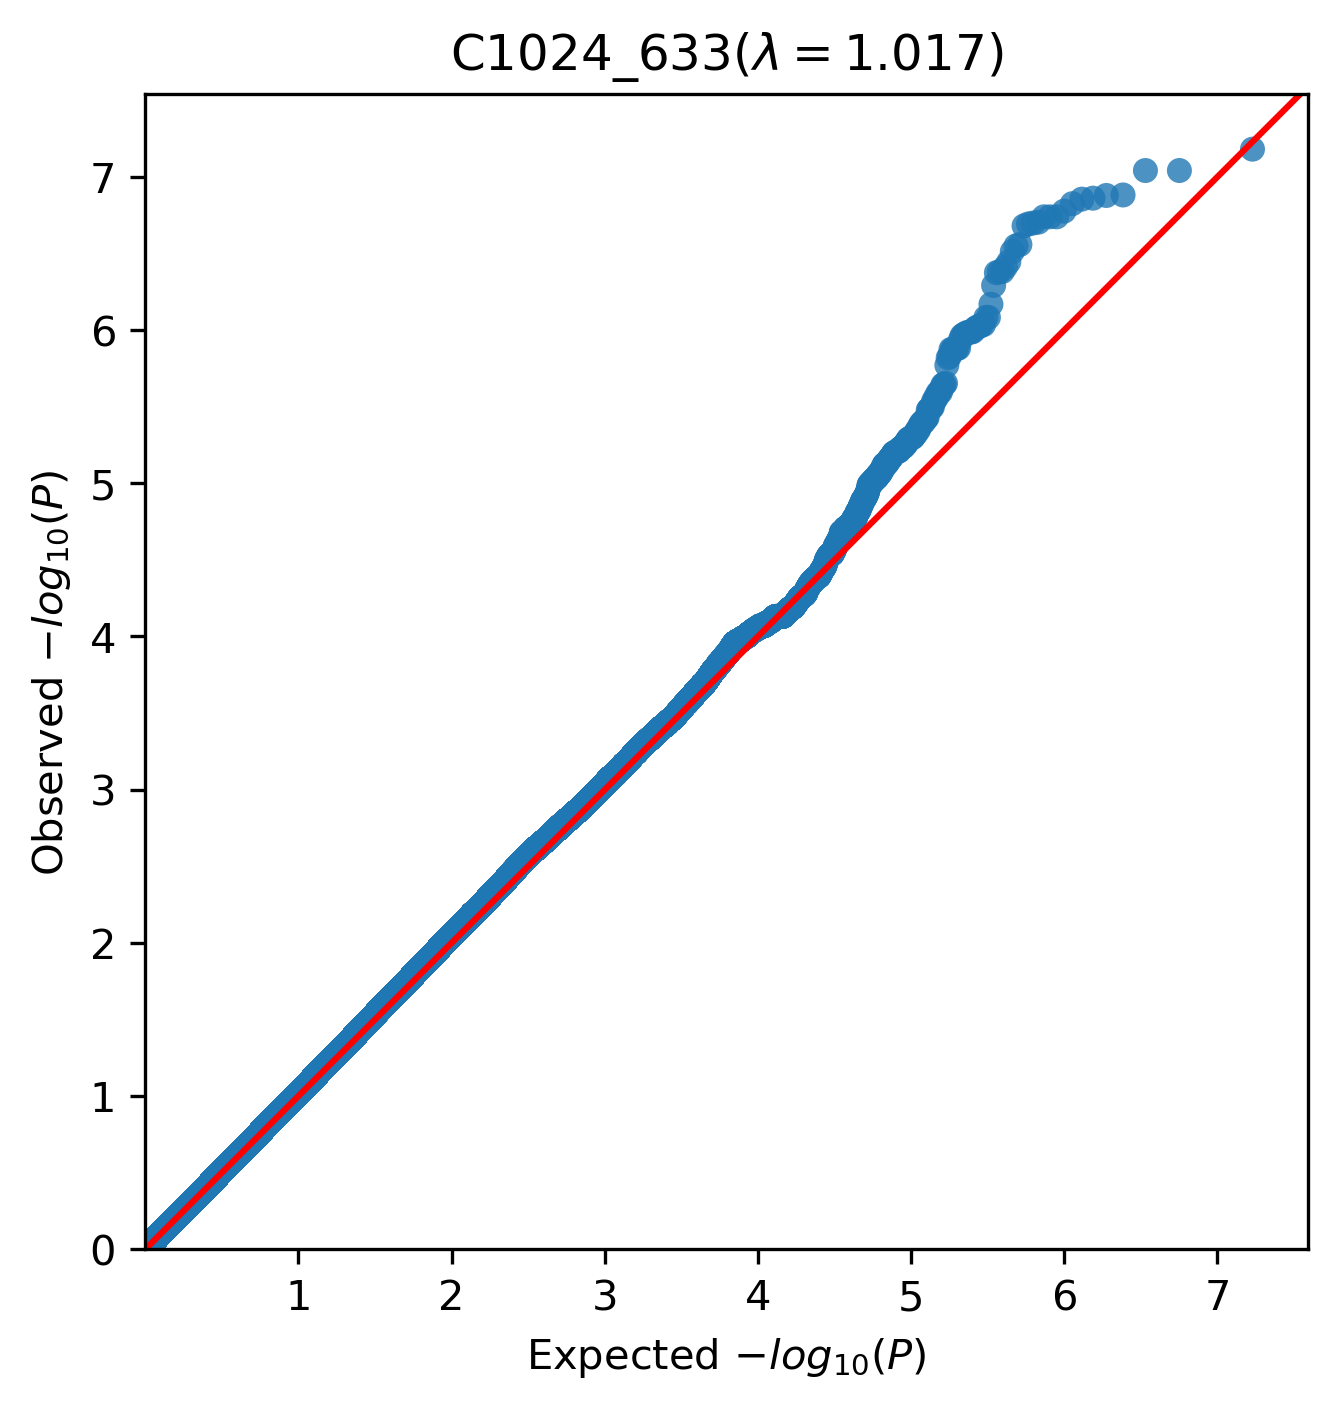 C1024_633(λ = 1.017)
Observed −log₁₀(P)
7
6
5
4
3
2
1
0
1 2 3 4 5 6 7
Expected −log₁₀(P)